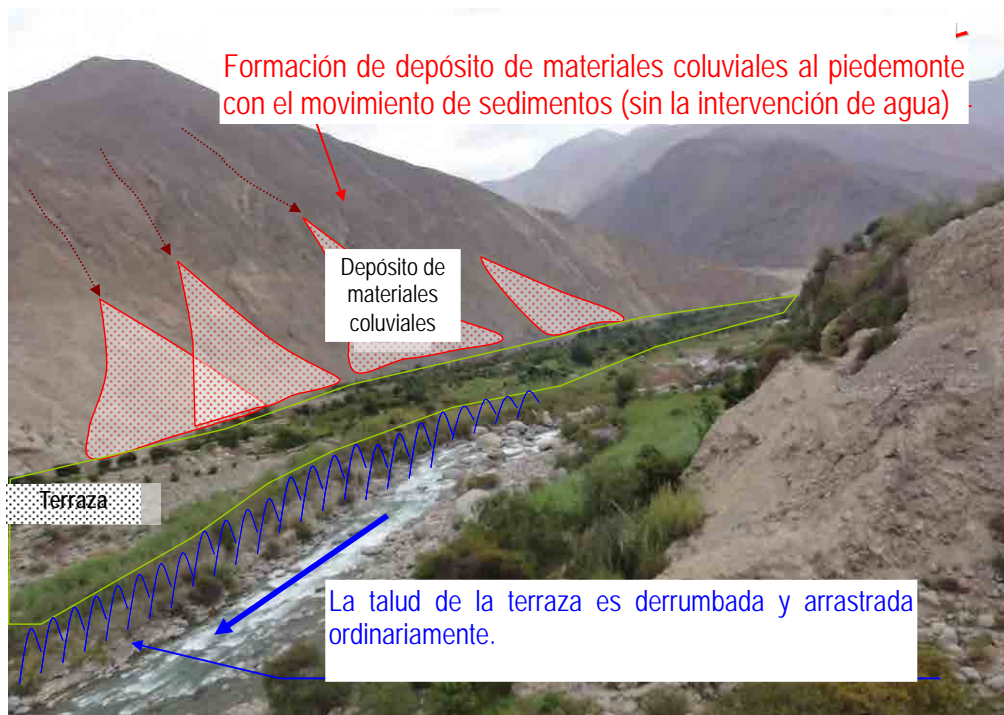 Formación de depósito de materiales coluviales al piedemonte
con el movimiento de sedimentos (sin la intervención de agua)
Depósito de
materiales
coluviales
Terraza
La talud de la terraza es derrumbada y arrastrada
ordinariamente.